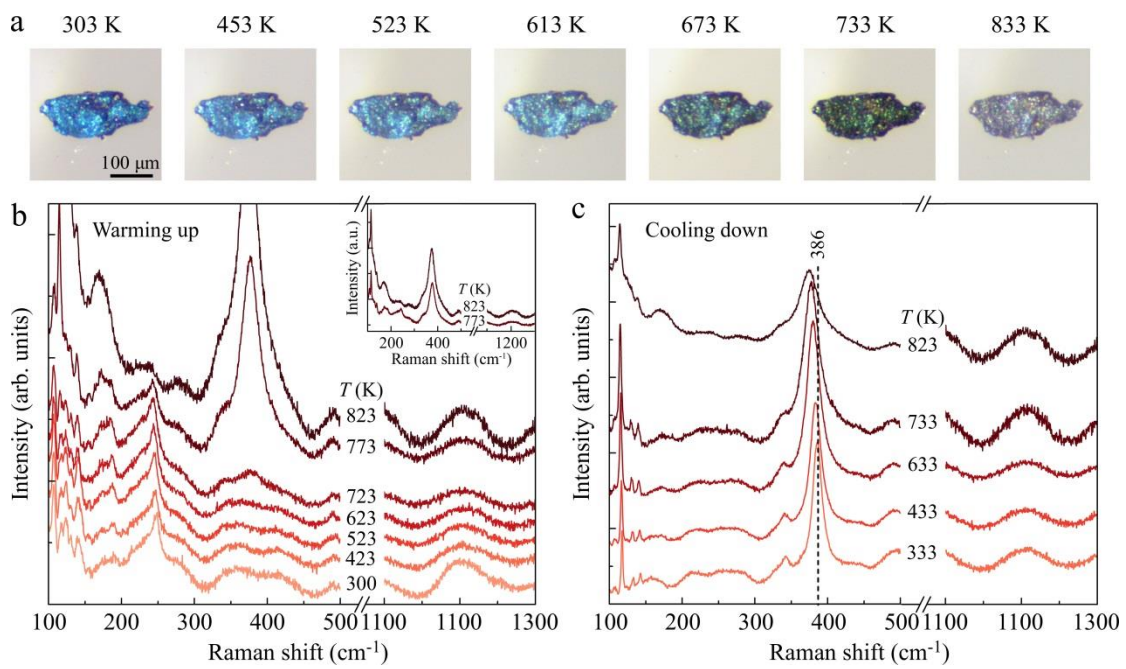 a
303 K 453 K 523 K 613 K 673 K 733 K 833 K
100 μm
b
Warming up
Intensity (arb. units)
100 200 300 400 500 1100 1300
Raman shift (cm⁻¹)
T (K)
823
773
723
623
523
423
300
Intensity (a.u.)
T (K)
823
773
200 400 1200
Raman shift (cm⁻¹)
c
Cooling down
386
Intensity (arb. units)
T (K)
823
733
633
433
333
100 200 300 400 500 1100 1300
Raman shift (cm⁻¹)